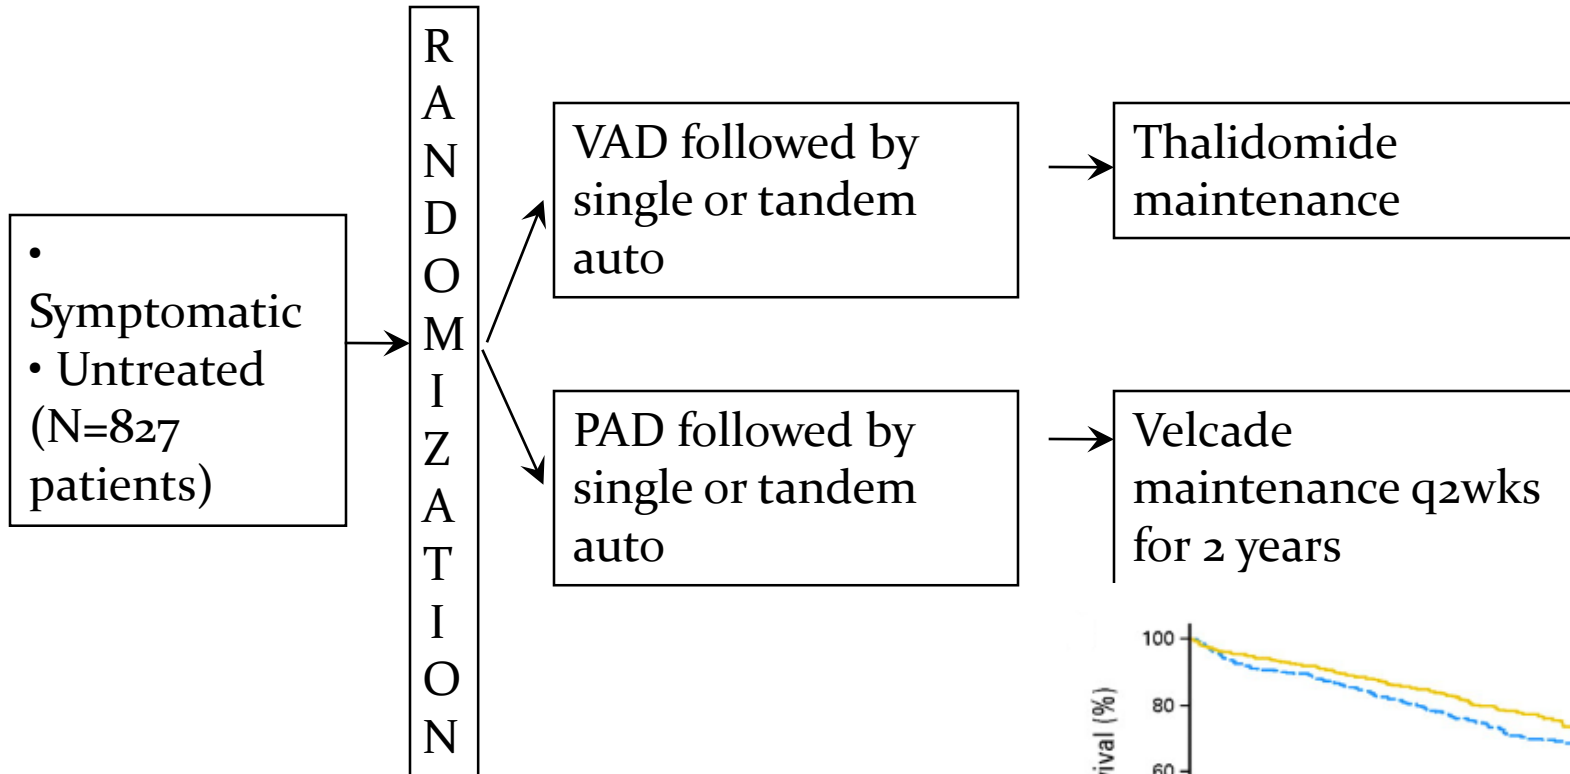 •
Symptomatic
• Untreated
(N=827
patients)
R
A
N
D
O
M
I
Z
A
T
I
O
N
VAD followed by
single or tandem
auto
Thalidomide
maintenance
PAD followed by
single or tandem
auto
Velcade
maintenance q2wks
for 2 years
100
80
60
(%)